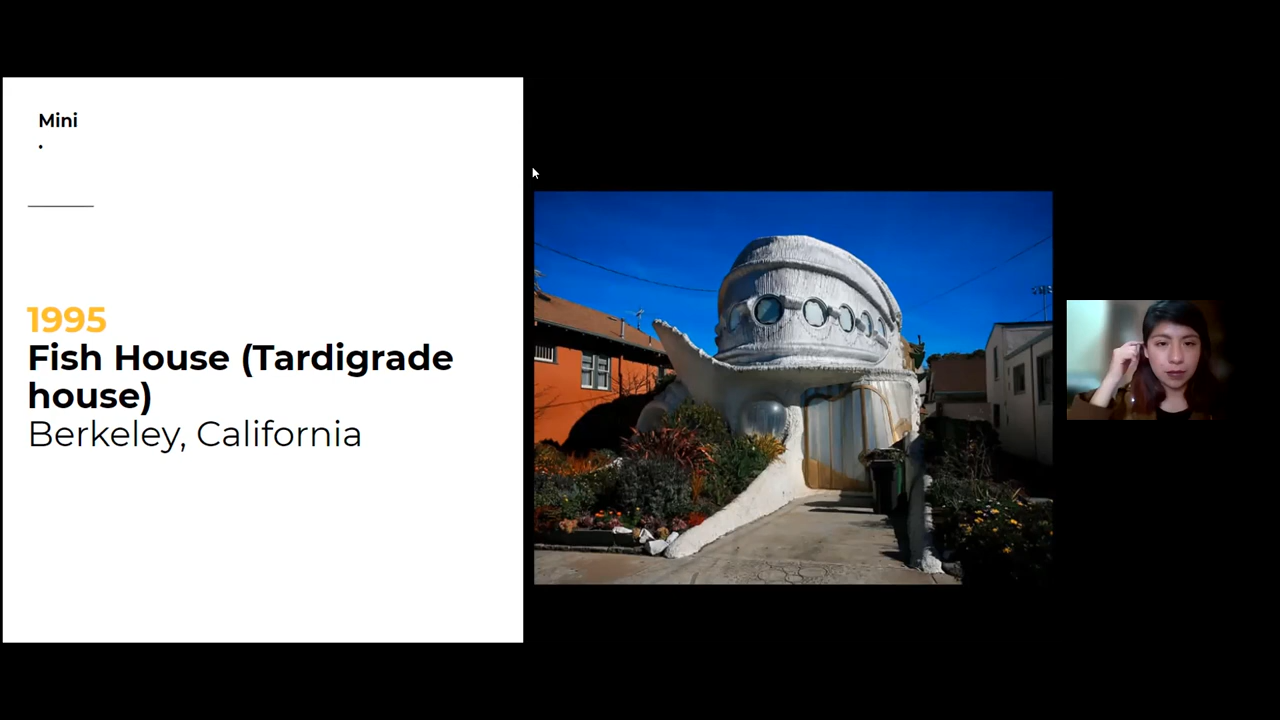 Mini
.
1995
Fish House (Tardigrade
house)
Berkeley, California